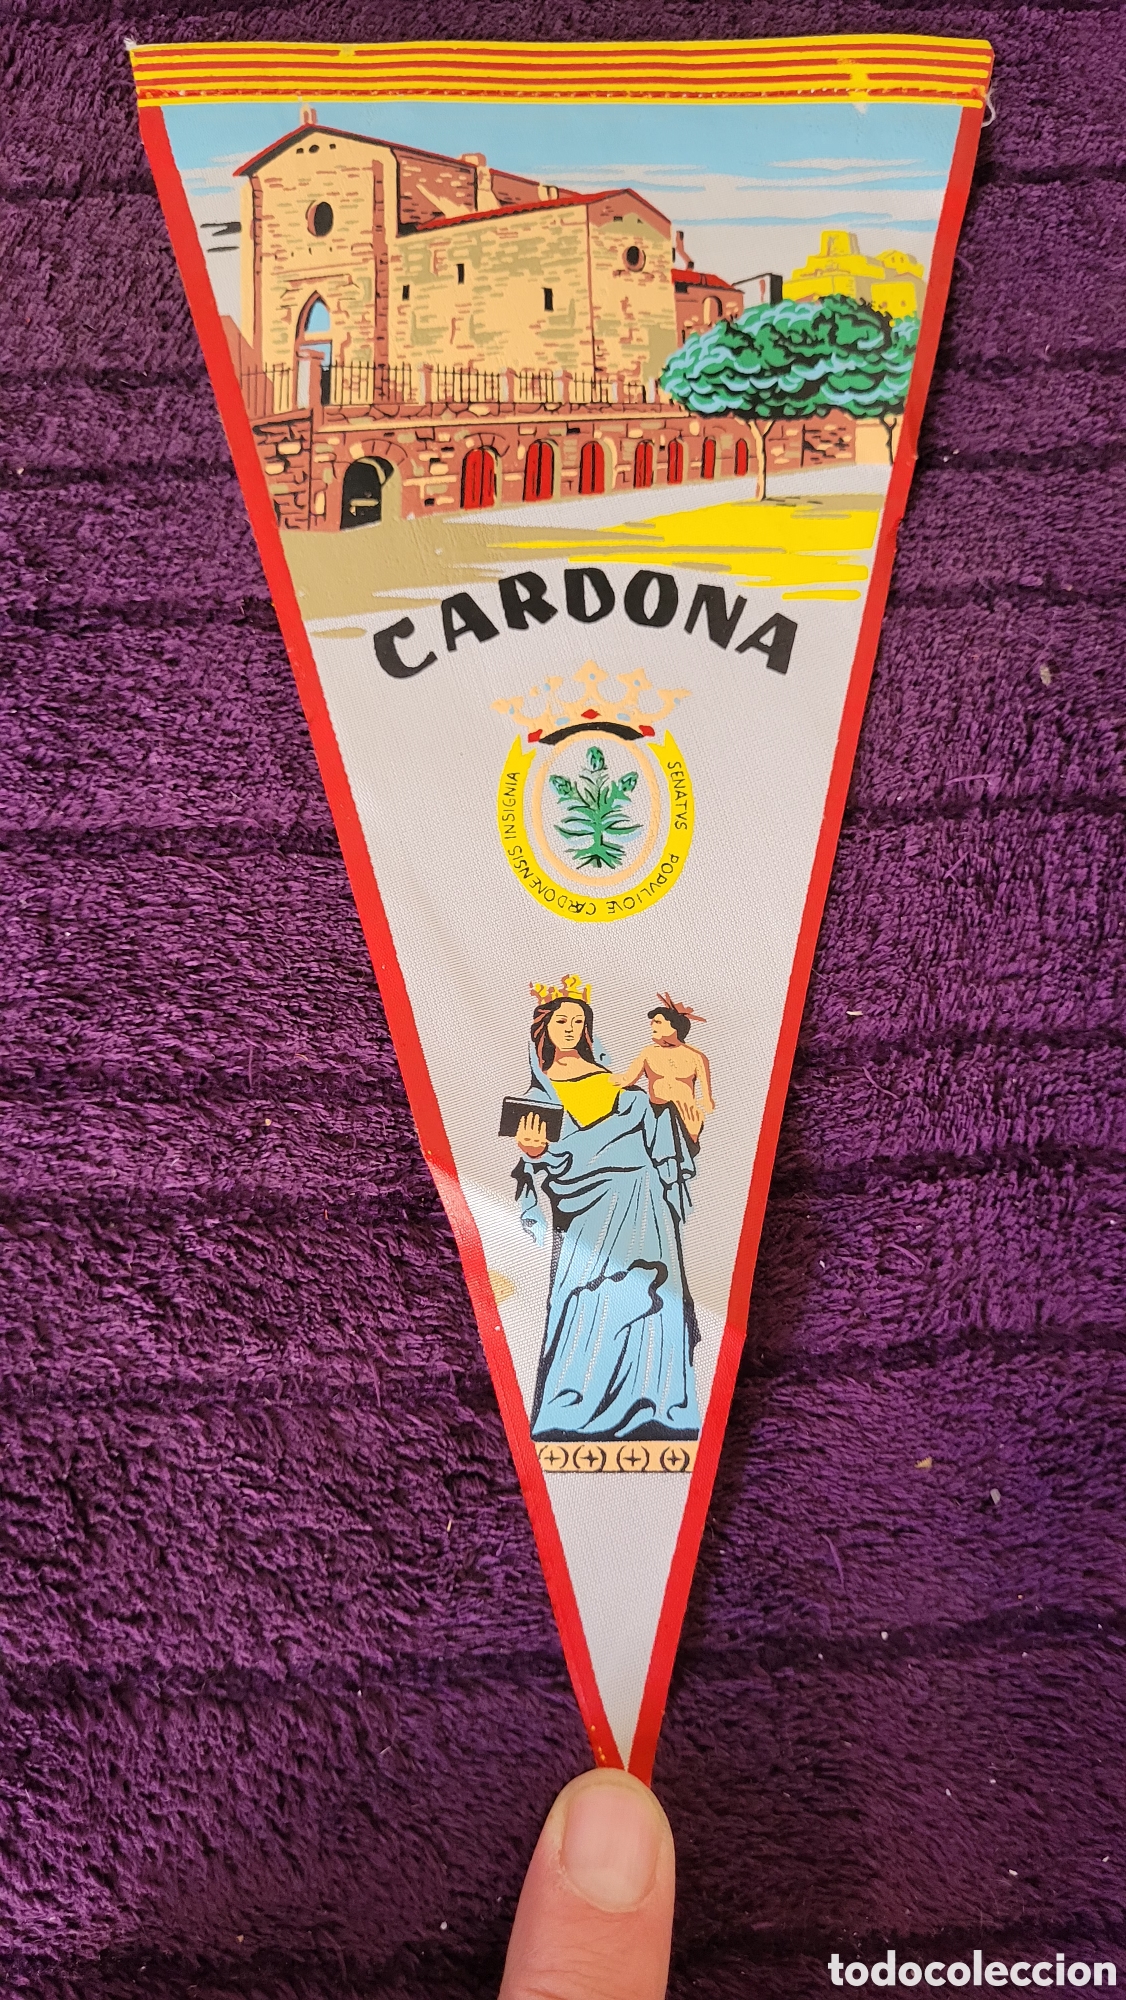 CARDONA
SENATVS POPVLIQVE CARDONENSIS INSIGNIA
todocoleccion